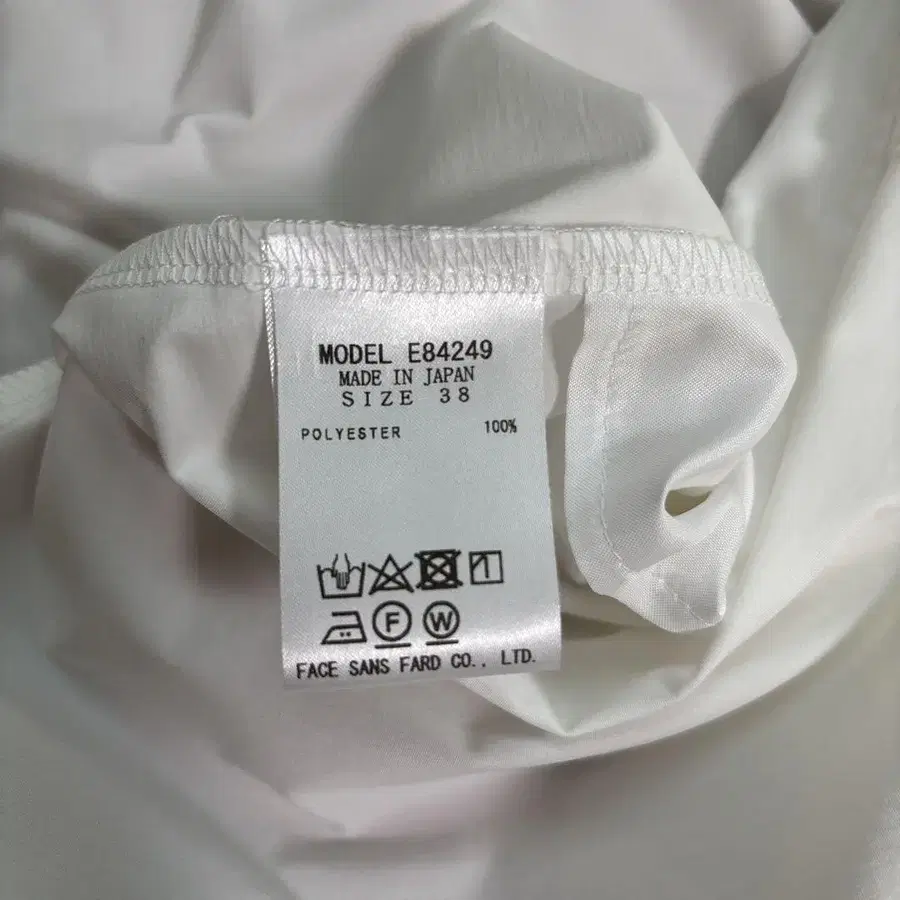 MODEL E84249
MADE IN JAPAN
SIZE 38
POLYESTER 100%
F W
FACE SANS FARD CO., LTD.